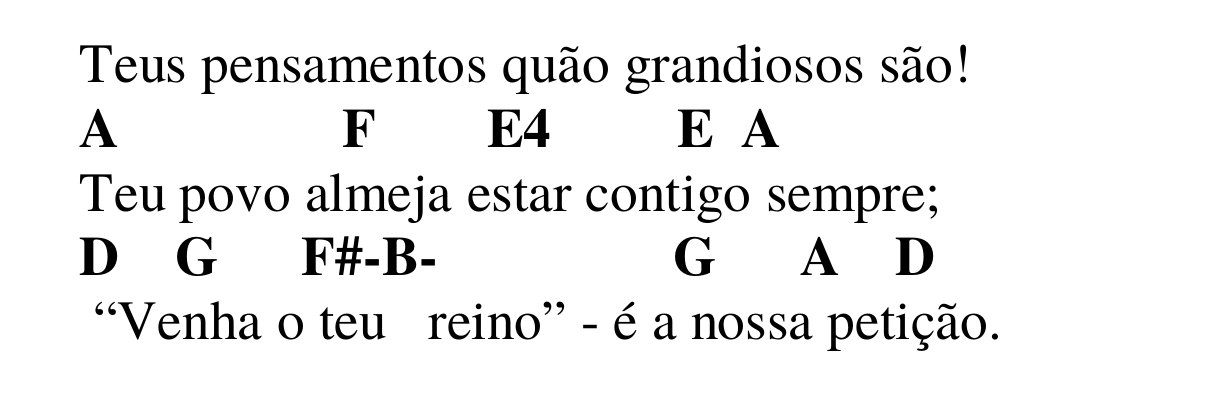 Teus pensamentos quão grandiosos são!
A F E4 E A
Teu povo almeja estar contigo sempre;
D G F#-B- G A D
“Venha o teu reino” - é a nossa petição.